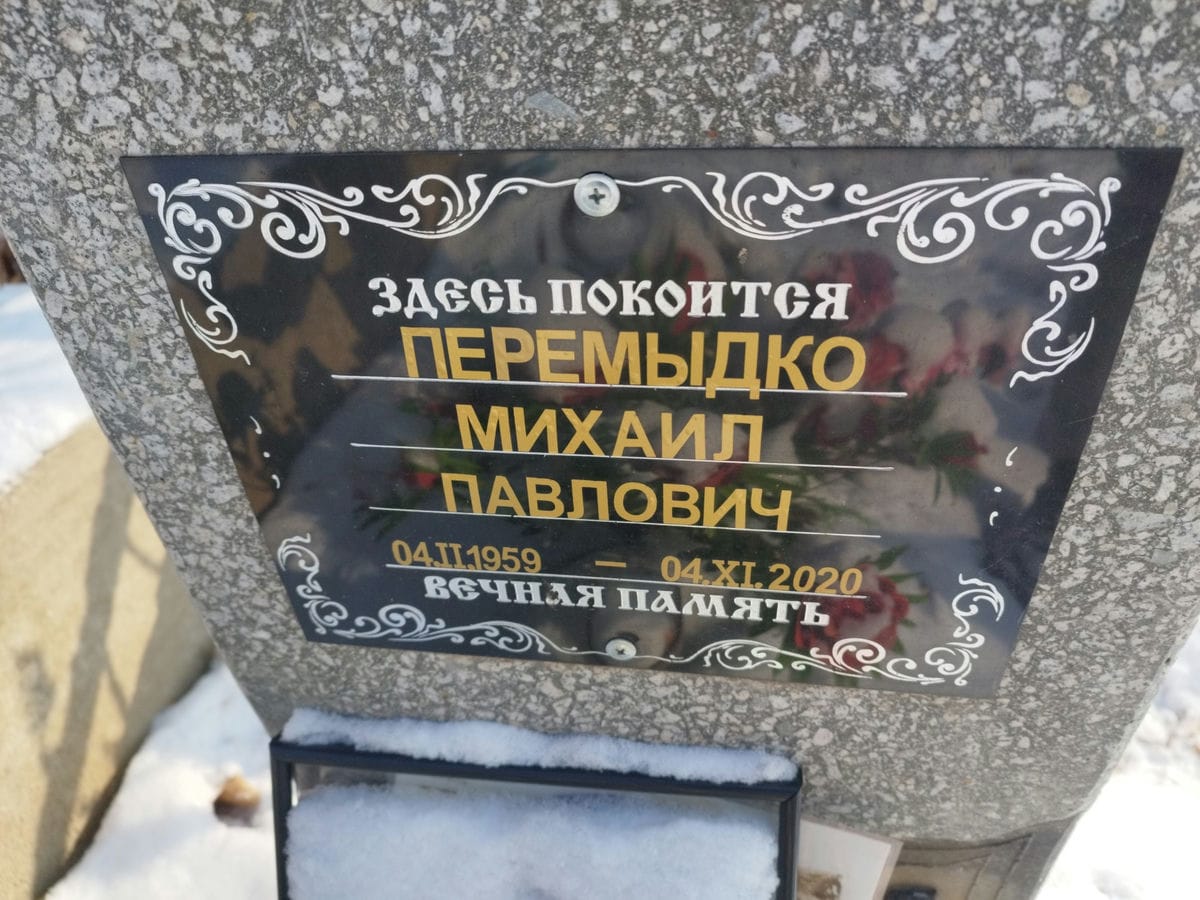 ЗДЕСЬ ПОКОИТСЯ
ПЕРЕМЫДКО
МИХАИЛ
ПАВЛОВИЧ
04.II.1959 — 04.XI.2020
ВЕЧНАЯ ПАМЯТЬ